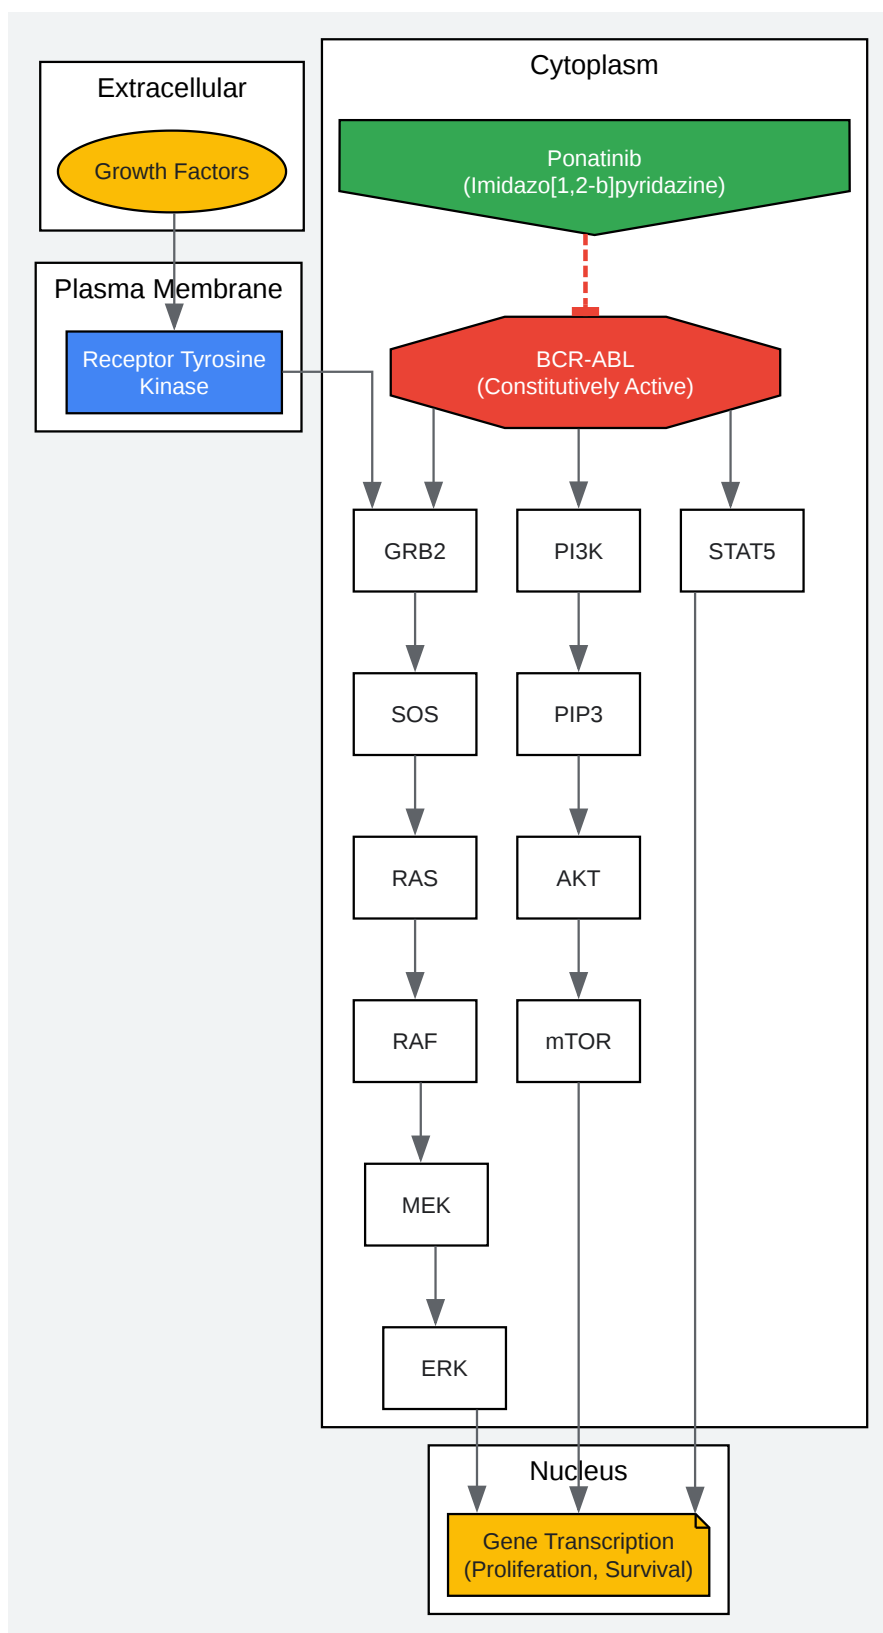 Extracellular
Growth Factors
Plasma Membrane
Receptor Tyrosine
Kinase
Cytoplasm
Ponatinib
(Imidazo[1,2-b]pyridazine)
BCR-ABL
(Constitutively Active)
GRB2
PI3K
STAT5
SOS
PIP3
RAS
AKT
RAF
mTOR
MEK
ERK
Nucleus
Gene Transcription
(Proliferation, Survival)